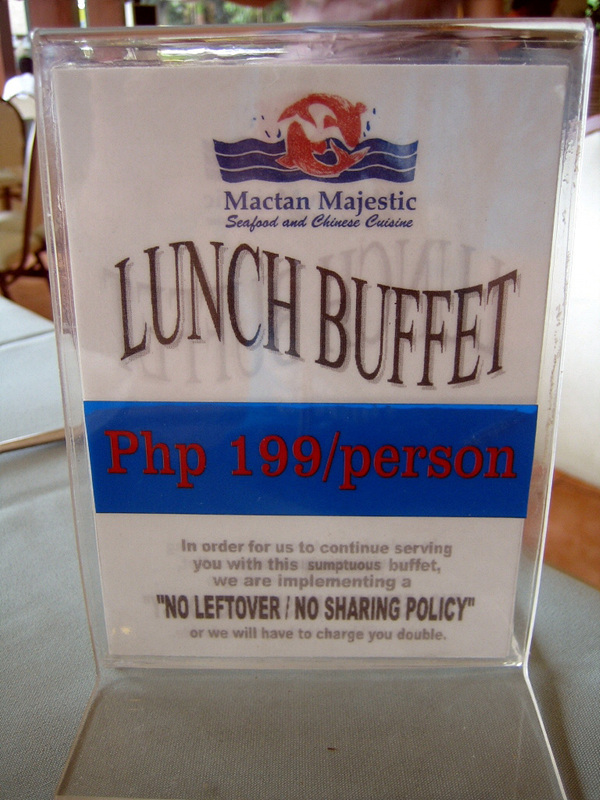 Mactan Majestic
Seafood and Chinese Cuisine
LUNCH BUFFET
Php 199/person
In order for us to continue serving
you with this sumptuous buffet,
we are implementing a
"NO LEFTOVER / NO SHARING POLICY"
or we will have to charge you double.